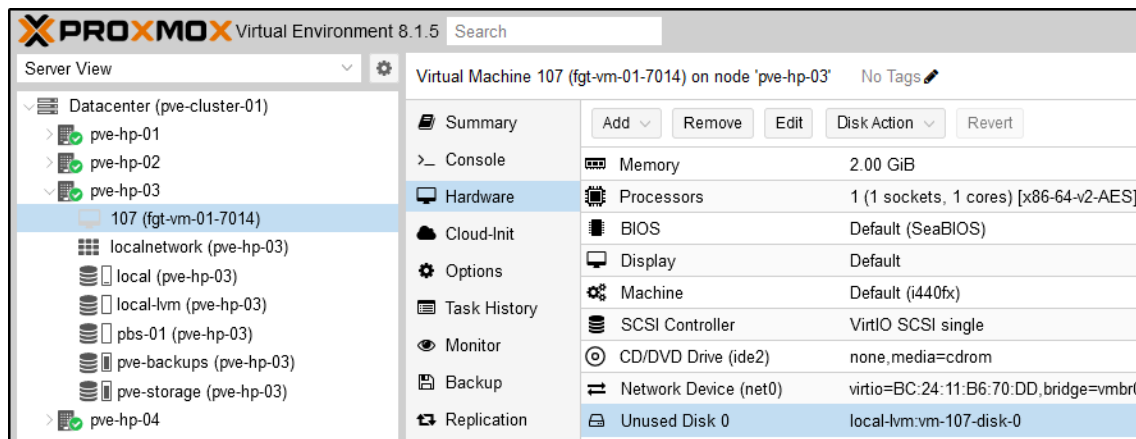 PROXMOX Virtual Environment 8.1.5 Search
Server View
Datacenter (pve-cluster-01)
pve-hp-01
pve-hp-02
pve-hp-03
107 (fgt-vm-01-7014)
localnetwork (pve-hp-03)
local (pve-hp-03)
local-lvm (pve-hp-03)
pbs-01 (pve-hp-03)
pve-backups (pve-hp-03)
pve-storage (pve-hp-03)
pve-hp-04
Virtual Machine 107 (fgt-vm-01-7014) on node 'pve-hp-03' No Tags
Summary
Console
Hardware
Cloud-Init
Options
Task History
Monitor
Backup
Replication
Add Remove Edit Disk Action Revert
Memory 2.00 GiB
Processors 1 (1 sockets, 1 cores) [x86-64-v2-AES]
BIOS Default (SeaBIOS)
Display Default
Machine Default (i440fx)
SCSI Controller VirtIO SCSI single
CD/DVD Drive (ide2) none,media=cdrom
Network Device (net0) virtio=BC:24:11:B6:70:DD,bridge=vmbr0
Unused Disk 0 local-lvm:vm-107-disk-0